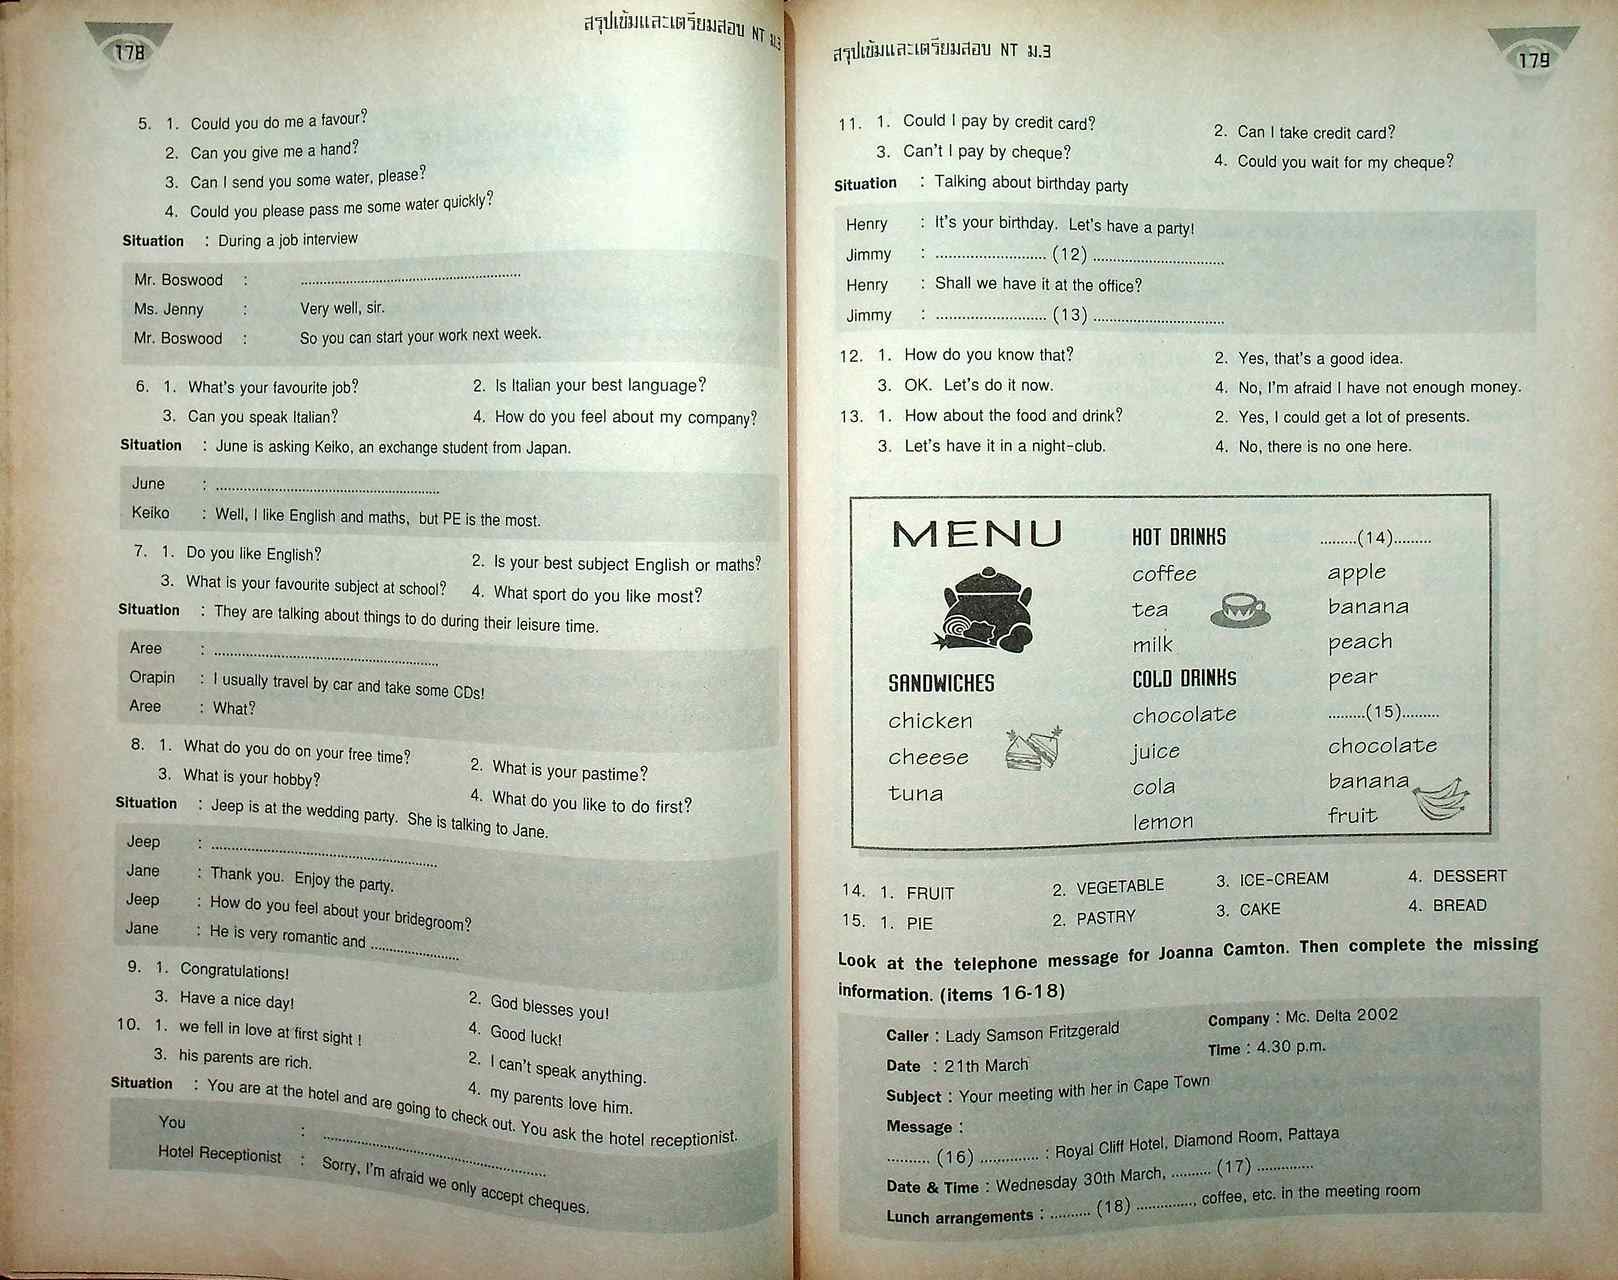 178
สรุปเข้มและเตรียมสอบ NT ม.3
5. 1. Could you do me a favour?
2. Can you give me a hand?
3. Can I send you some water, please?
4. Could you please pass me some water quickly?
Situation : During a job interview
Mr. Boswood : ............................................................
Ms. Jenny : Very well, sir.
Mr. Boswood : So you can start your work next week.
6. 1. What's your favourite job? 2. Is Italian your best language?
3. Can you speak Italian? 4. How do you feel about my company?
Situation : June is asking Keiko, an exchange student from Japan.
June : ............................................................
Keiko : Well, I like English and maths, but PE is the most.
7. 1. Do you like English? 2. Is your best subject English or maths?
3. What is your favourite subject at school? 4. What sport do you like most?
Situation : They are talking about things to do during their leisure time.
Aree : ............................................................
Orapin : I usually travel by car and take some CDs!
Aree : What?
8. 1. What do you do on your free time? 2. What is your pastime?
3. What is your hobby? 4. What do you like to do first?
Situation : Jeep is at the wedding party. She is talking to Jane.
Jeep : ............................................................
Jane : Thank you. Enjoy the party.
Jeep : How do you feel about your bridegroom?
Jane : He is very romantic and ........................
9. 1. Congratulations! 2. God blesses you!
3. Have a nice day! 4. Good luck!
10. 1. we fell in love at first sight ! 2. I can't speak anything.
3. his parents are rich. 4. my parents love him.
Situation : You are at the hotel and are going to check out. You ask the hotel receptionist.
You : ............................................................
Hotel Receptionist : Sorry, I'm afraid we only accept cheques.
สรุปเข้มและเตรียมสอบ NT ม.3
179
11. 1. Could I pay by credit card? 2. Can I take credit card?
3. Can't I pay by cheque? 4. Could you wait for my cheque?
Situation : Talking about birthday party
Henry : It's your birthday. Let's have a party!
Jimmy : .......................... (12) ...............................
Henry : Shall we have it at the office?
Jimmy : .......................... (13) ...............................
12. 1. How do you know that? 2. Yes, that's a good idea.
3. OK. Let's do it now. 4. No, I'm afraid I have not enough money.
13. 1. How about the food and drink? 2. Yes, I could get a lot of presents.
3. Let's have it in a night-club. 4. No, there is no one here.
MENU
SANDWICHES
chicken
cheese
tuna
HOT DRINKS
coffee
tea
milk
COLD DRINKS
chocolate
juice
cola
lemon
.........(14).........
apple
banana
peach
pear
.........(15).........
chocolate
banana
fruit
14. 1. FRUIT 2. VEGETABLE 3. ICE-CREAM 4. DESSERT
15. 1. PIE 2. PASTRY 3. CAKE 4. BREAD
Look at the telephone message for Joanna Camton. Then complete the missing
information. (items 16-18)
Caller : Lady Samson Fritzgerald Company : Mc. Delta 2002
Date : 21th March Time : 4.30 p.m.
Subject : Your meeting with her in Cape Town
Message :
.......... (16) .............. : Royal Cliff Hotel, Diamond Room, Pattaya
Date & Time : Wednesday 30th March, .......... (17) ..............
Lunch arrangements : .......... (18) .............., coffee, etc. in the meeting room